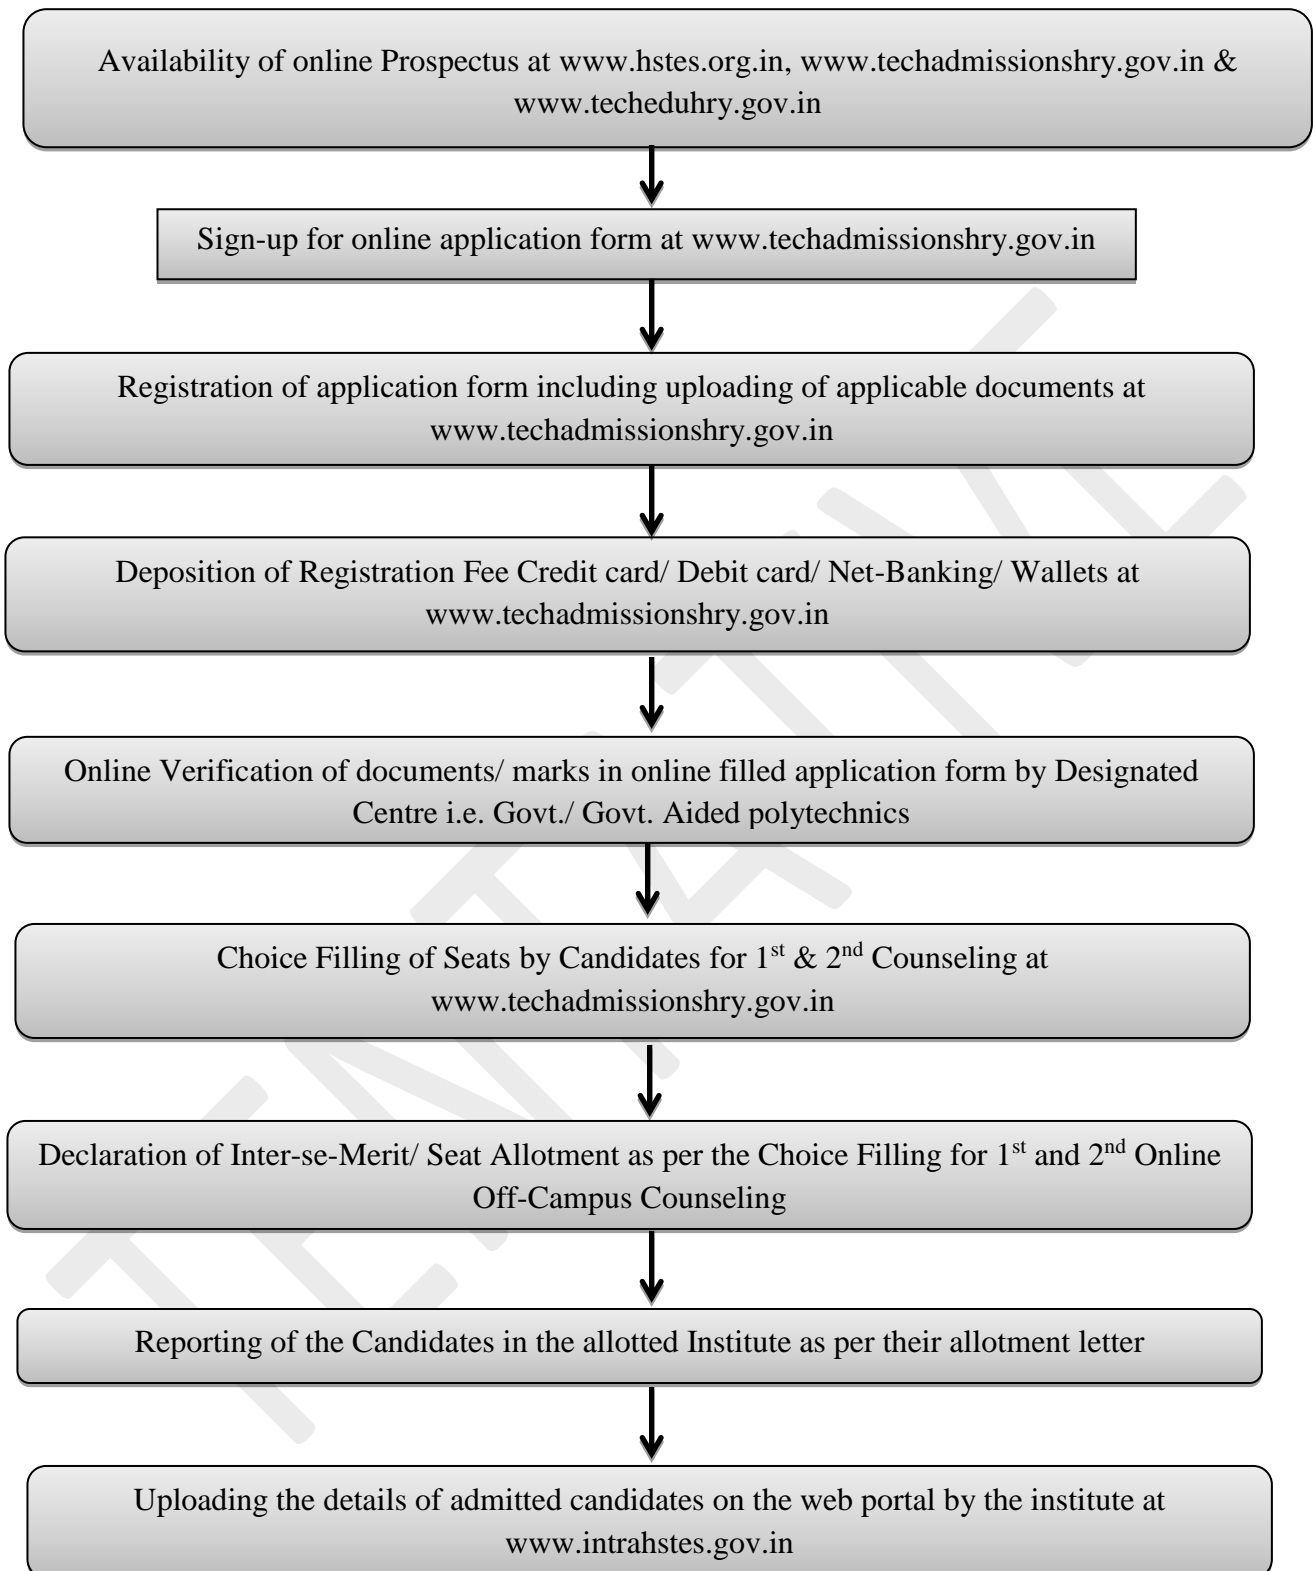 Availability of online Prospectus at www.hstes.org.in, www.techadmissionshry.gov.in &
www.techeduhry.gov.in
Sign-up for online application form at www.techadmissionshry.gov.in
Registration of application form including uploading of applicable documents at
www.techadmissionshry.gov.in
Deposition of Registration Fee Credit card/ Debit card/ Net-Banking/ Wallets at
www.techadmissionshry.gov.in
Online Verification of documents/ marks in online filled application form by Designated
Centre i.e. Govt./ Govt. Aided polytechnics
Choice Filling of Seats by Candidates for 1st & 2nd Counseling at
www.techadmissionshry.gov.in
Declaration of Inter-se-Merit/ Seat Allotment as per the Choice Filling for 1st and 2nd Online
Off-Campus Counseling
Reporting of the Candidates in the allotted Institute as per their allotment letter
Uploading the details of admitted candidates on the web portal by the institute at
www.intrahstes.gov.in
TENTATIVE